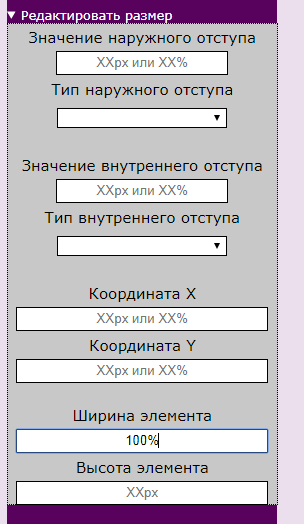 Редактировать размер
Значение наружного отступа
XXpx или XX%
Тип наружного отступа
Значение внутреннего отступа
XXpx или XX%
Тип внутреннего отступа
Координата X
XXpx или XX%
Координата Y
XXpx или XX%
Ширина элемента
100%
Высота элемента
XXpx